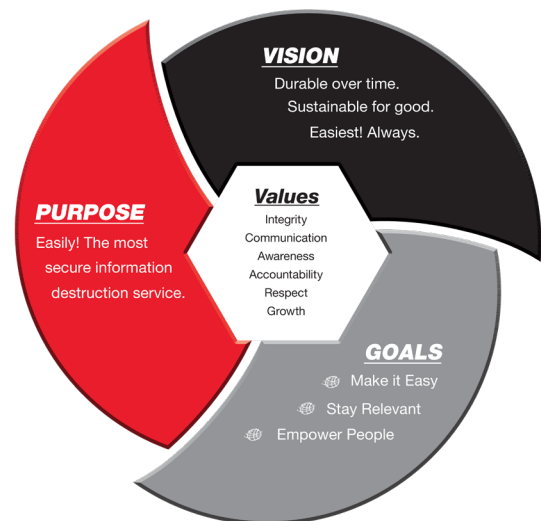 VISION
Durable over time.
Sustainable for good.
Easiest! Always.
PURPOSE
Easily! The most
secure information
destruction service.
Values
Integrity
Communication
Awareness
Accountability
Respect
Growth
GOALS
Make it Easy
Stay Relevant
Empower People